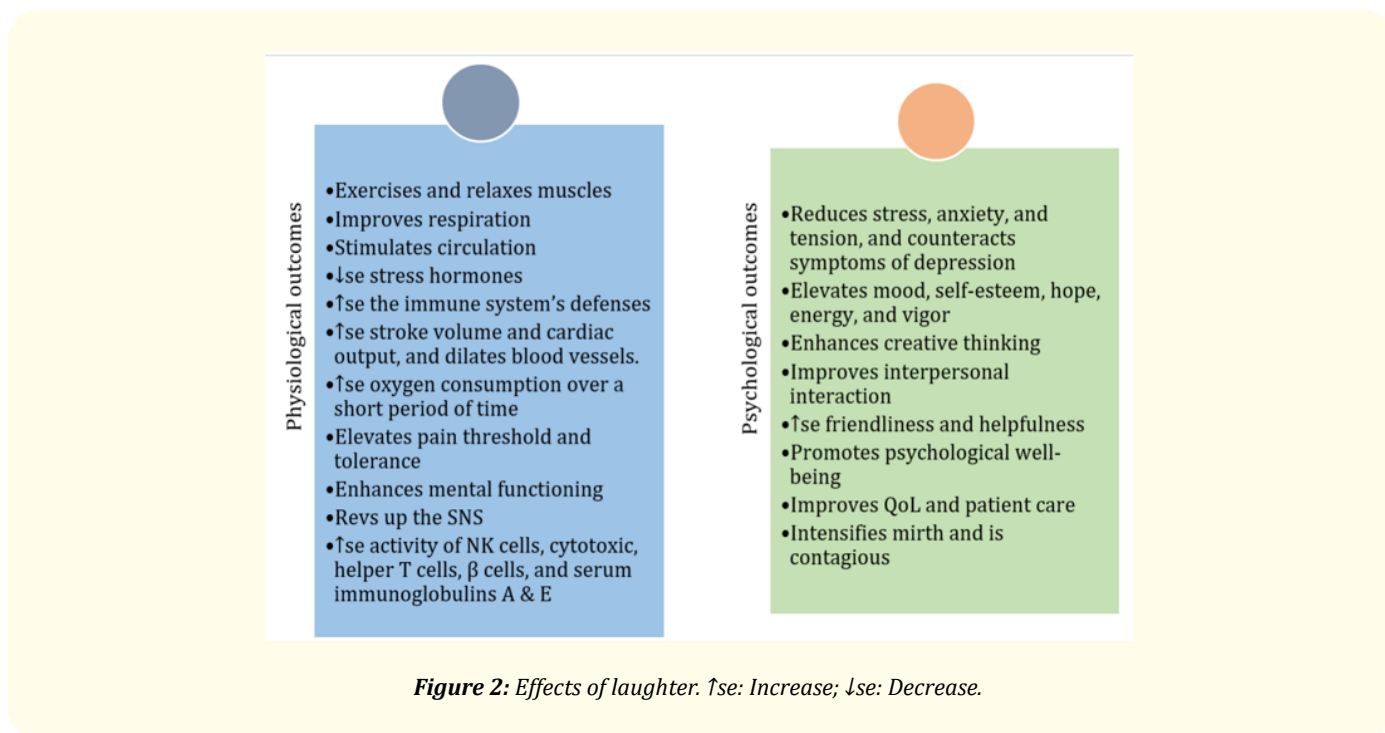 Physiological outcomes
•Exercises and relaxes muscles
•Improves respiration
•Stimulates circulation
•↓se stress hormones
•↑se the immune system's defenses
•↑se stroke volume and cardiac
output, and dilates blood vessels.
•↑se oxygen consumption over a
short period of time
•Elevates pain threshold and
tolerance
•Enhances mental functioning
•Revs up the SNS
•↑se activity of NK cells, cytotoxic,
helper T cells, β cells, and serum
immunoglobulins A & E
Psychological outcomes
•Reduces stress, anxiety, and
tension, and counteracts
symptoms of depression
•Elevates mood, self-esteem, hope,
energy, and vigor
•Enhances creative thinking
•Improves interpersonal
interaction
•↑se friendliness and helpfulness
•Promotes psychological well-
being
•Improves QoL and patient care
•Intensifies mirth and is
contagious
Figure 2: Effects of laughter. ↑se: Increase; ↓se: Decrease.